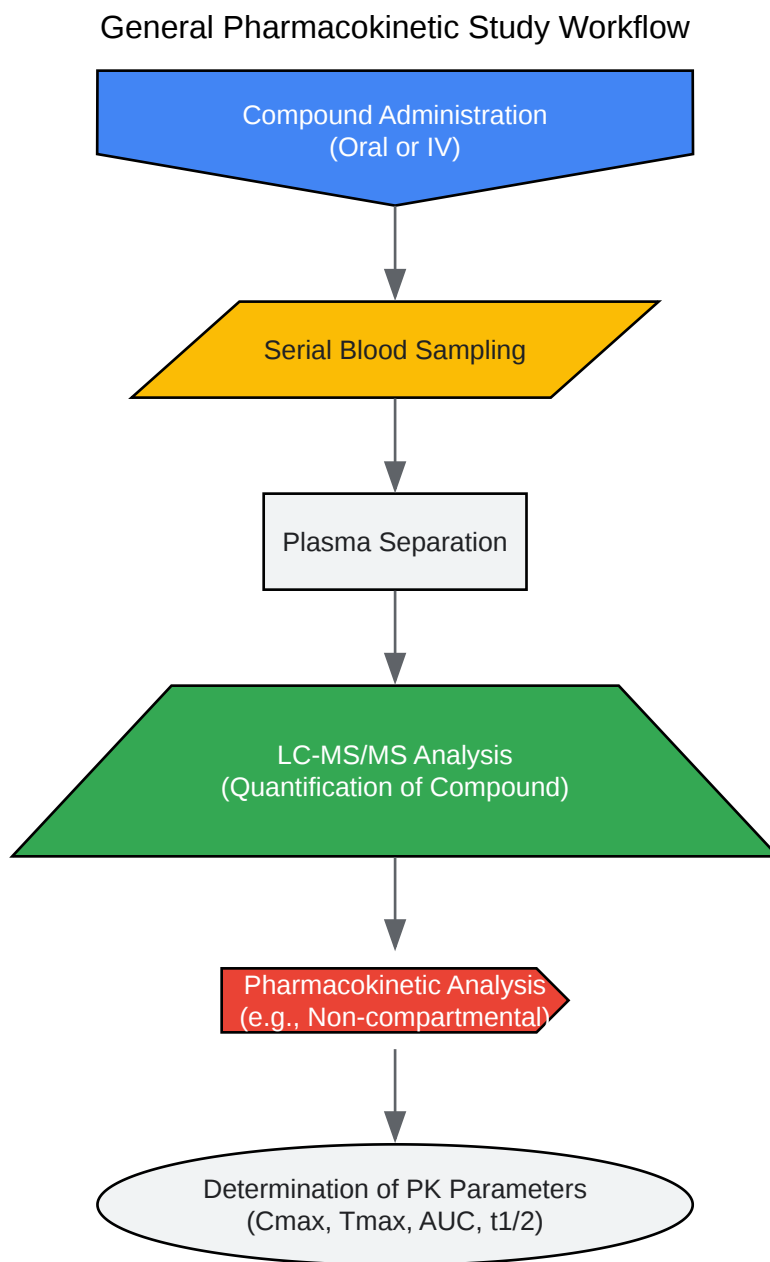 General Pharmacokinetic Study Workflow
Compound Administration
(Oral or IV)
Serial Blood Sampling
Plasma Separation
LC-MS/MS Analysis
(Quantification of Compound)
Pharmacokinetic Analysis
(e.g., Non-compartmental)
Determination of PK Parameters
(Cmax, Tmax, AUC, t1/2)